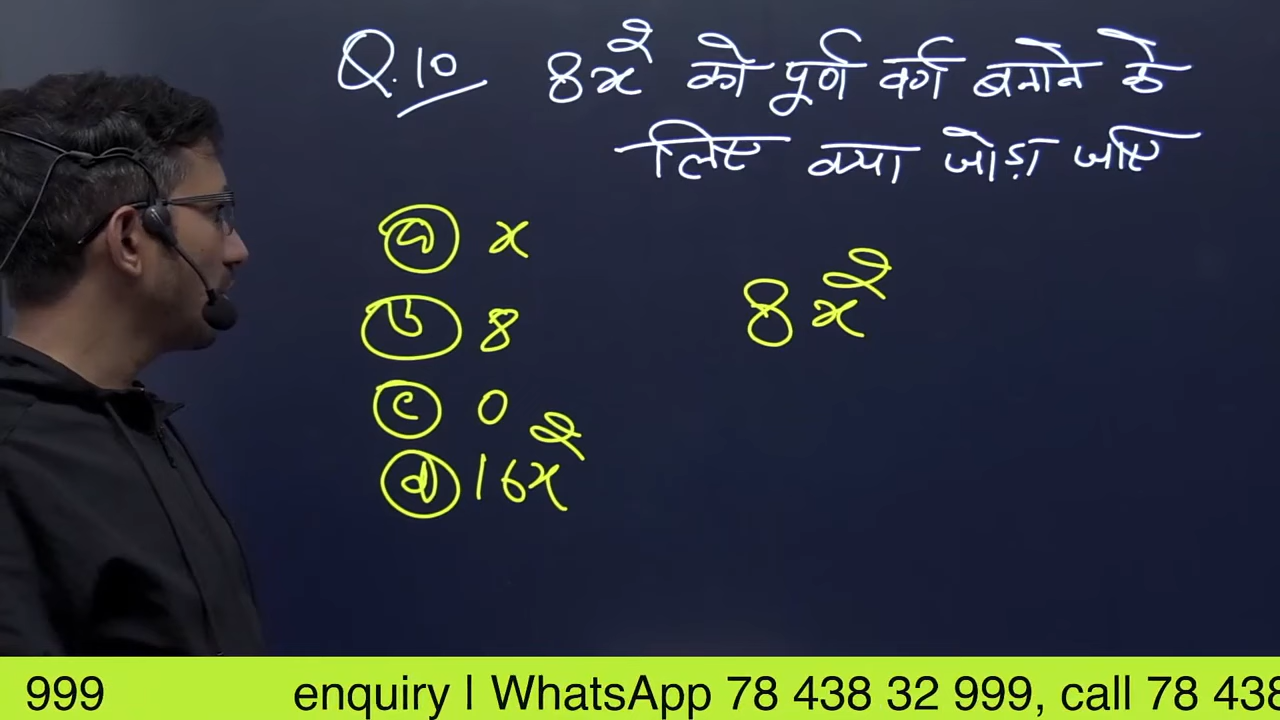 Q.10 8x² को पूर्ण वर्ग बनाने के
लिए क्या जोड़ा जाए
a x
b 8
c 0
d 16x²
8x²
999 enquiry | WhatsApp 78 438 32 999, call 78 438